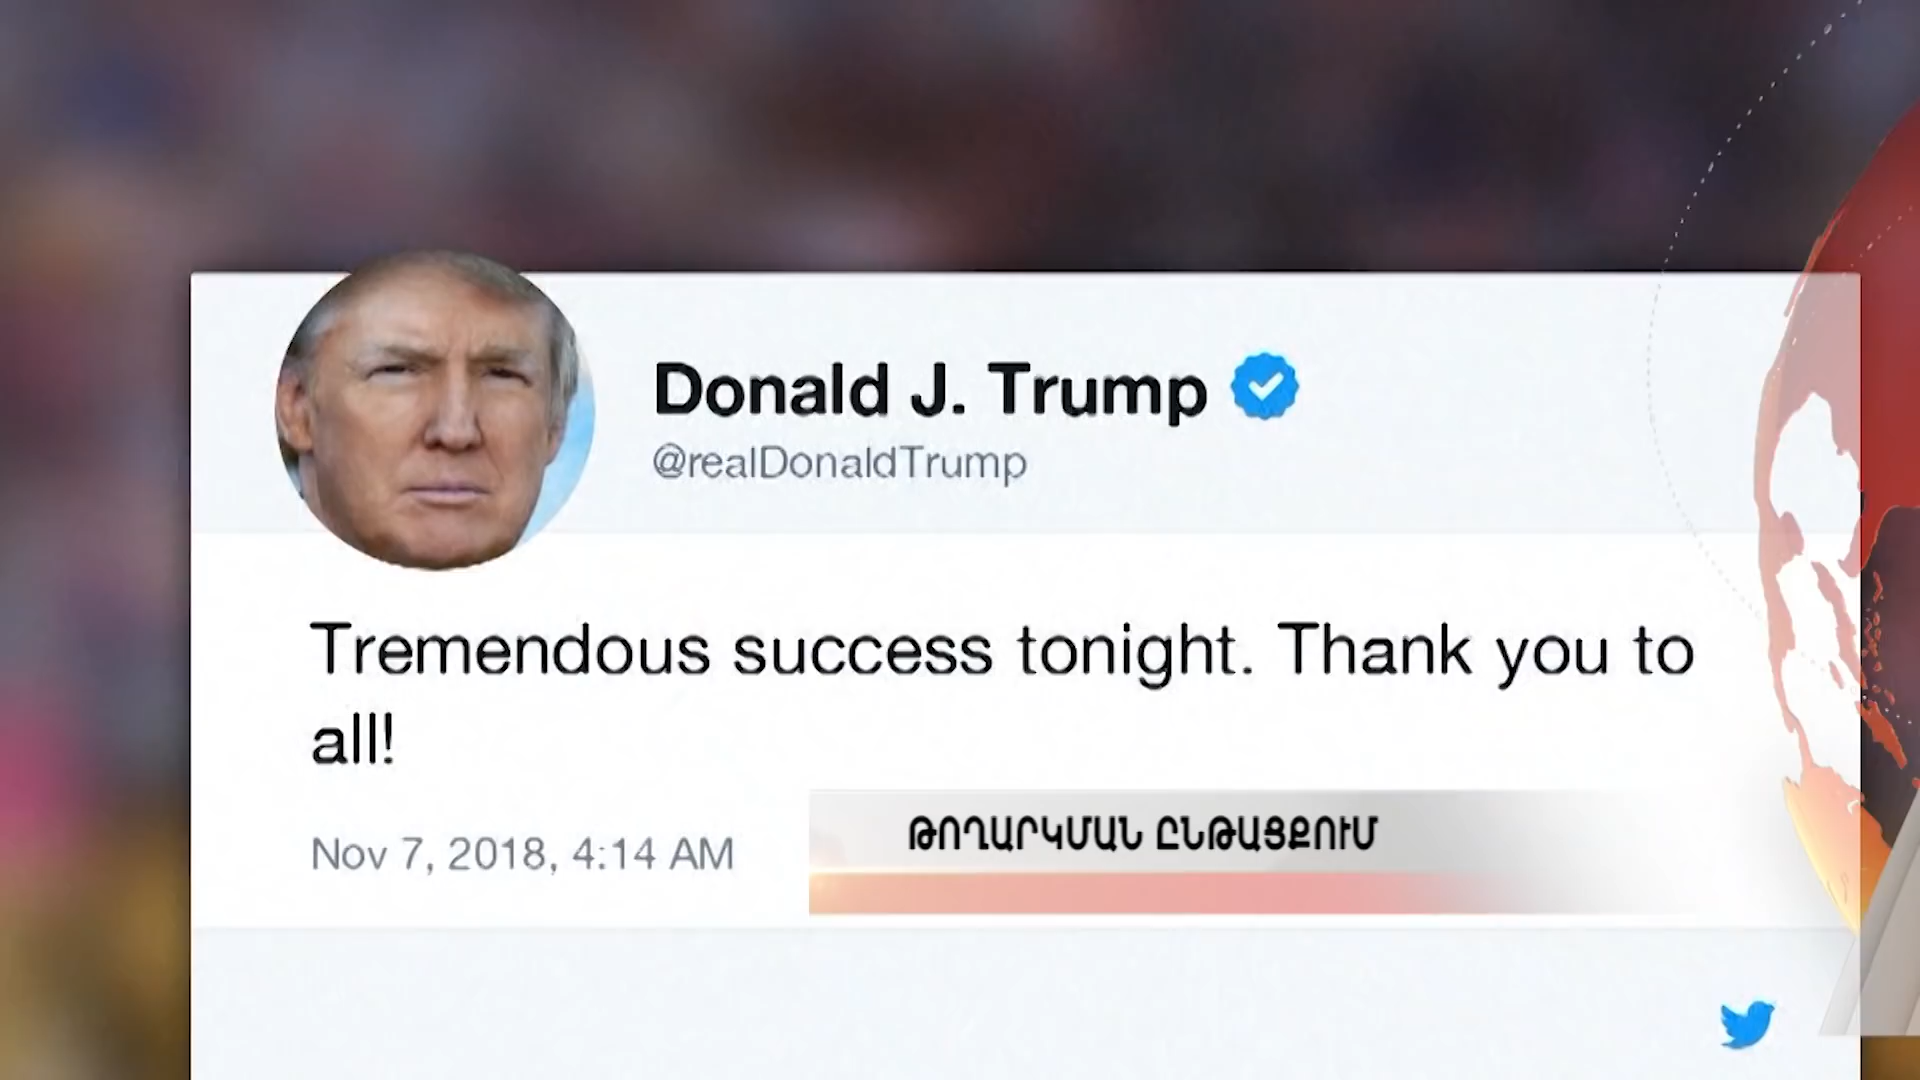 Donald J. Trump
@realDonaldTrump
Tremendous success tonight. Thank you to
all!
Nov 7, 2018, 4:14 AM
ԹՈՂԱՐԿՄԱՆ ԸՆԹԱՑՔՈՒՄ